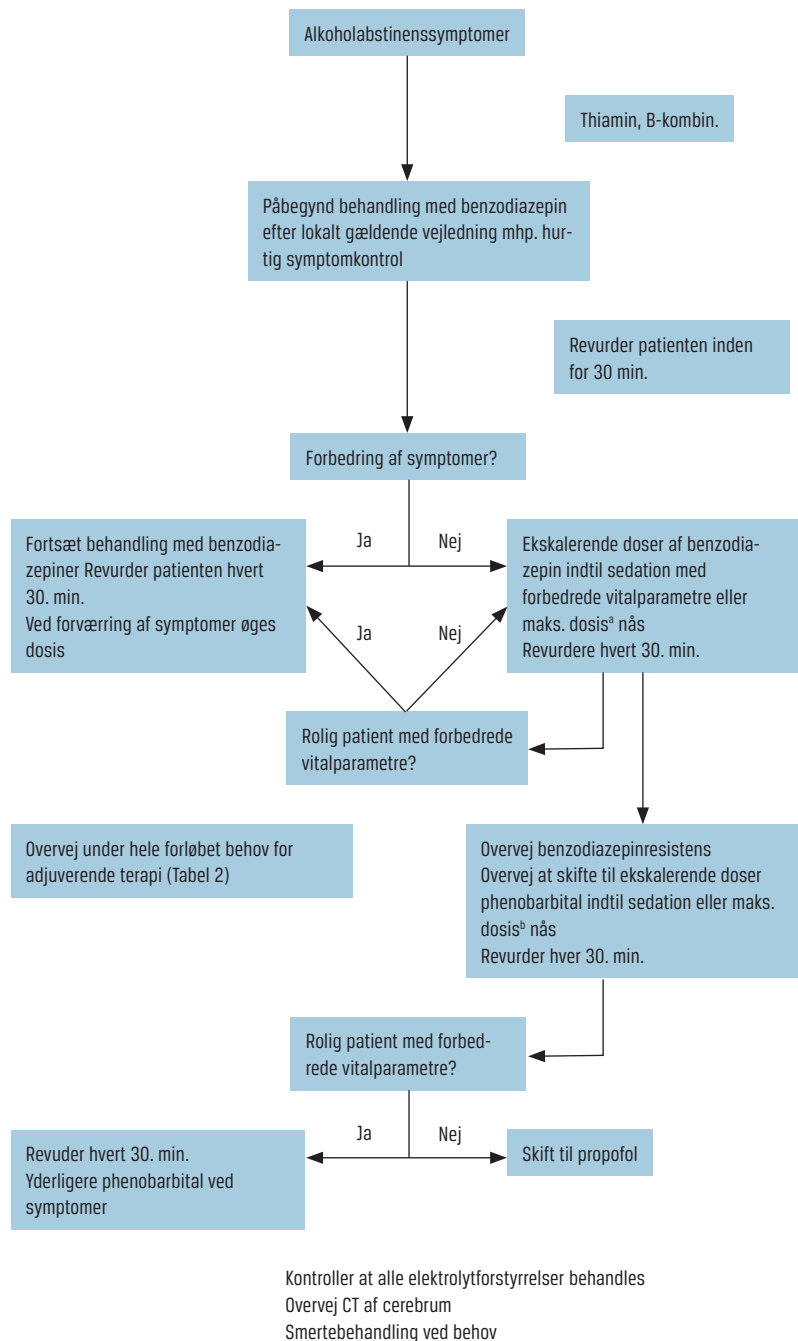 Alkoholabstinenssymptomer
Thiamin, B-kombin.
Påbegynd behandling med benzodiazepin
efter lokalt gældende vejledning mhp. hur-
tig symptomkontrol
Revurder patienten inden
for 30 min.
Forbedring af symptomer?
Ja
Nej
Fortsæt behandling med benzodia-
zepiner Revurder patienten hvert
30. min.
Ved forværring af symptomer øges
dosis
Ekskalerende doser af benzodia-
zepin indtil sedation med
forbedrede vitalparametre eller
maks. dosisᵃ nås
Revurdere hvert 30. min.
Ja
Nej
Rolig patient med forbedrede
vitalparametre?
Overvej under hele forløbet behov for
adjuverende terapi (Tabel 2)
Overvej benzodiazepinresistens
Overvej at skifte til ekskalerende doser
phenobarbital indtil sedation eller maks.
dosisᵇ nås
Revurder hver 30. min.
Rolig patient med forbed-
rede vitalparametre?
Ja
Nej
Revuder hvert 30. min.
Yderligere phenobarbital ved
symptomer
Skift til propofol
Kontroller at alle elektrolytforstyrrelser behandles
Overvej CT af cerebrum
Smertebehandling ved behov